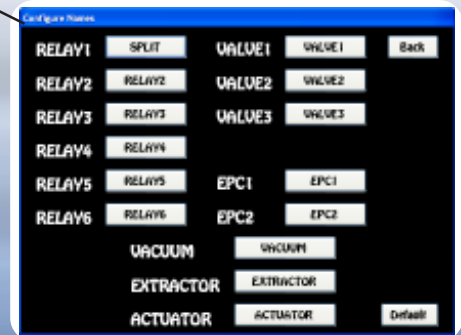 Configure Names
RELAY1 SPLIT VALVE1 VALVE1 Back
RELAY2 RELAY2 VALVE2 VALVE2
RELAY3 RELAY3 VALVE3 VALVE3
RELAY4 RELAY4
RELAY5 RELAY5 EPC1 EPC1
RELAY6 RELAY6 EPC2 EPC2
VACUUM VACUUM
EXTRACTOR EXTRACTOR
ACTUATOR ACTUATOR Default